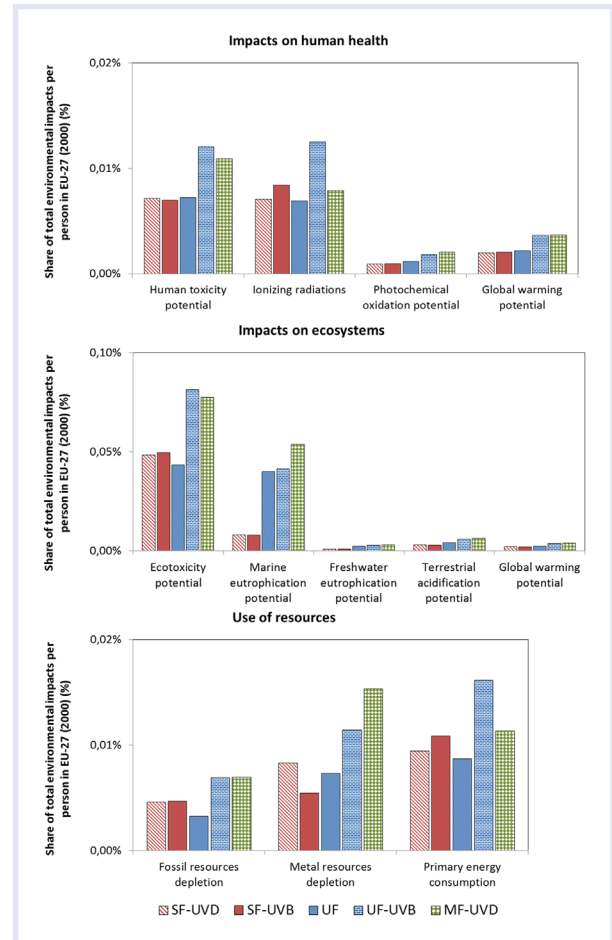 Impacts on human health
Share of total environmental impacts per
person in EU-27 (2000) (%)
0,02%
0,01%
0,00%
Human toxicity
potential
Ionizing radiations
Photochemical
oxidation potential
Global warming
potential
Impacts on ecosystems
Share of total environmental impacts per
person in EU-27 (2000) (%)
0,10%
0,05%
0,00%
Ecotoxicity
potential
Marine
eutrophication
potential
Freshwater
eutrophication
potential
Terrestrial
acidification
potential
Global warming
potential
Use of resources
Share of total environmental impacts per
person in EU-27 (2000) (%)
0,02%
0,01%
0,00%
Fossil resources
depletion
Metal resources
depletion
Primary energy
consumption
SF-UVD SF-UVB UF UF-UVB MF-UVD